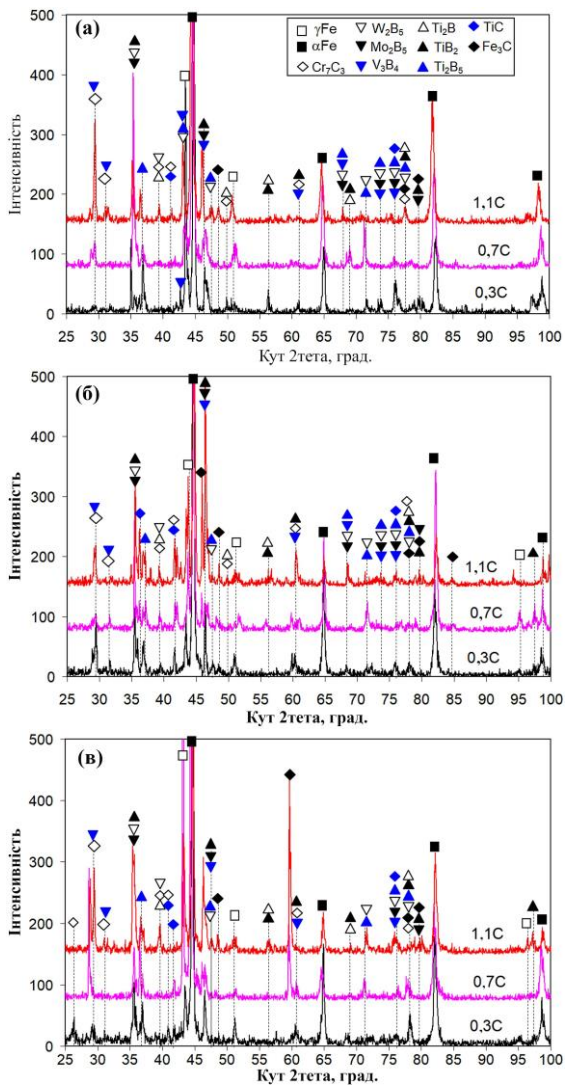 (а)
500
400
300
200
100
0
Інтенсивність
γFe W₂B₅ Ti₂B TiC
αFe Mo₂B₅ TiB₂ Fe₃C
Cr₇C₃ V₃B₄ Ti₂B₅
1,1C
0,7C
0,3C
25 30 35 40 45 50 55 60 65 70 75 80 85 90 95 100
Кут 2тета, град.
(б)
500
400
300
200
100
0
Інтенсивність
1,1C
0,7C
0,3C
25 30 35 40 45 50 55 60 65 70 75 80 85 90 95 100
Кут 2тета, град.
(в)
500
400
300
200
100
0
Інтенсивність
1,1C
0,7C
0,3C
25 30 35 40 45 50 55 60 65 70 75 80 85 90 95 100
Кут 2тета, град.